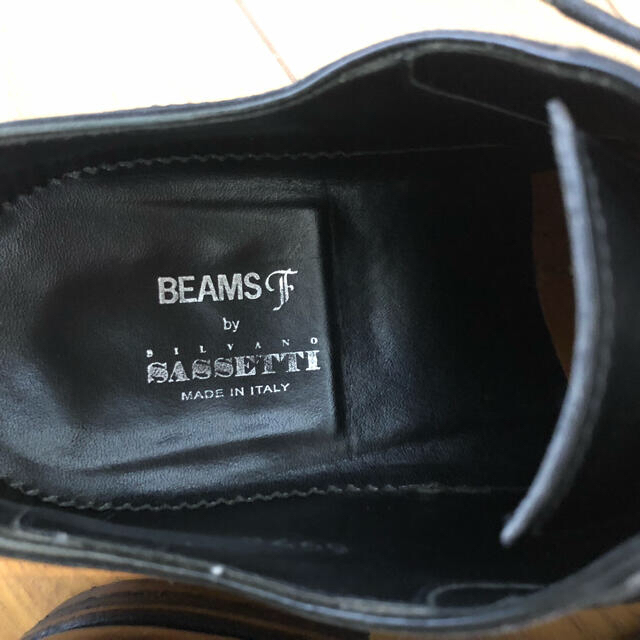 BEAMS F
by
SILVANO
SASSETTI
MADE IN ITALY